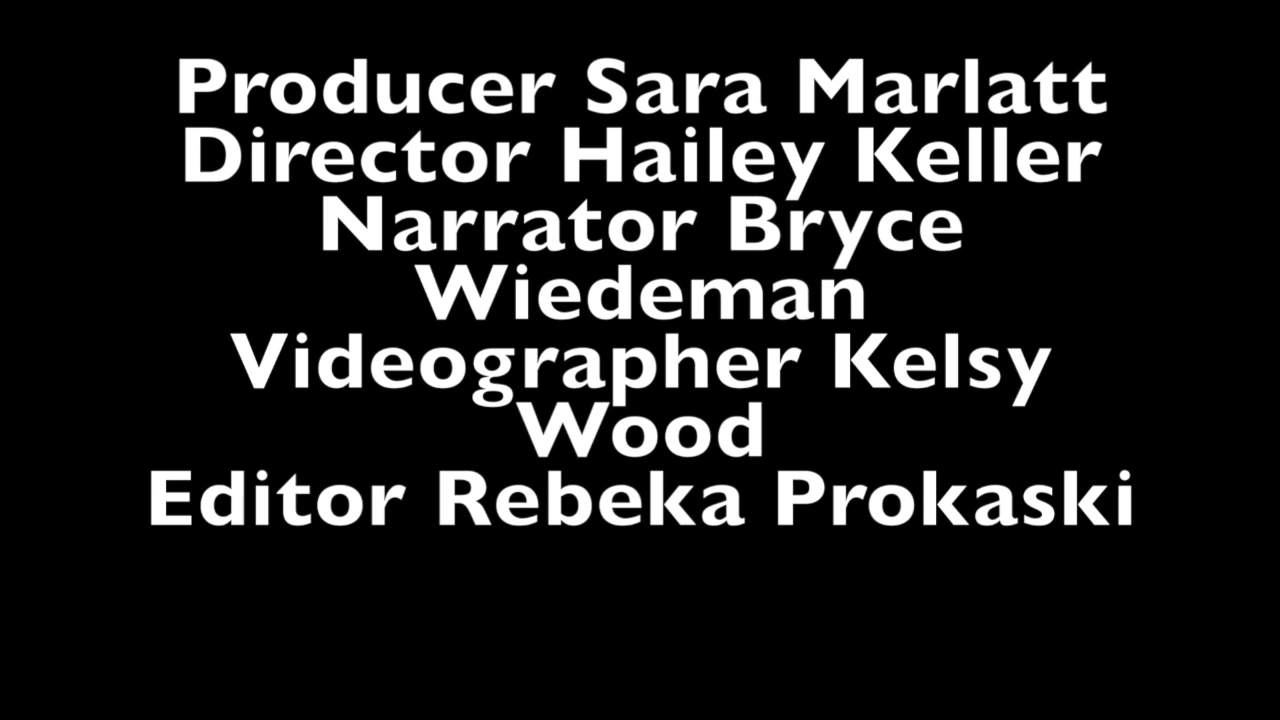 Producer Sara Marlatt
Director Hailey Keller
Narrator Bryce
Wiedeman
Videographer Kelsy
Wood
Editor Rebeka Prokaski